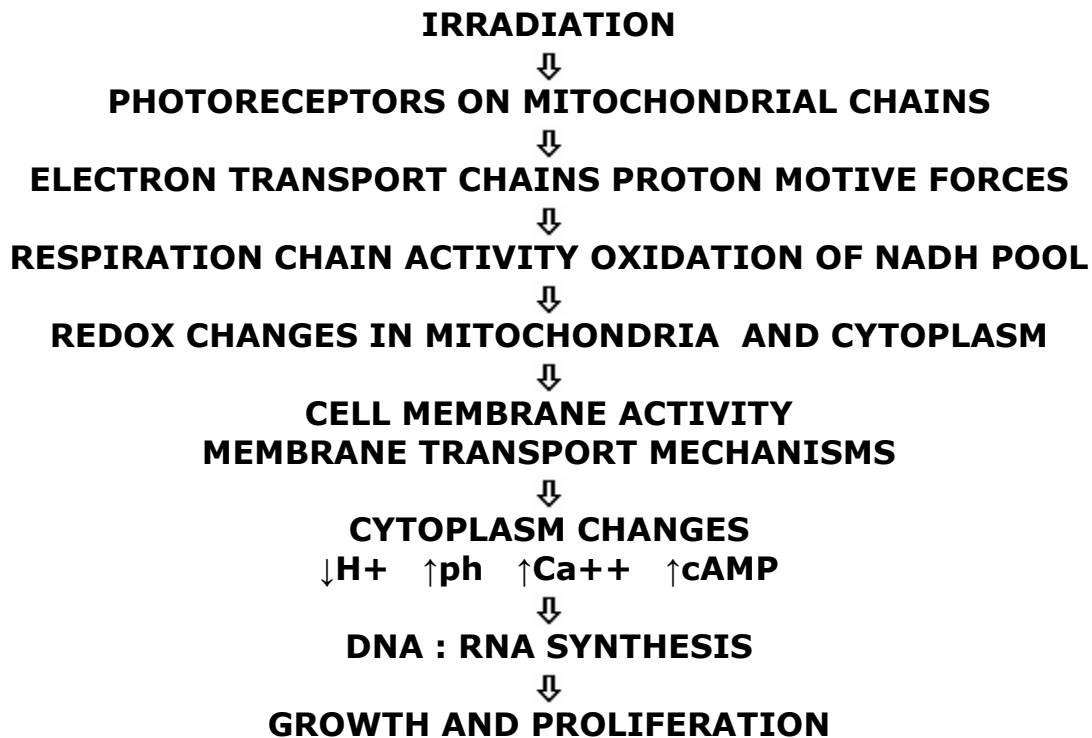 IRRADIATION
⇩
PHOTORECEPTORS ON MITOCHONDRIAL CHAINS
⇩
ELECTRON TRANSPORT CHAINS PROTON MOTIVE FORCES
⇩
RESPIRATION CHAIN ACTIVITY OXIDATION OF NADH POOL
⇩
REDOX CHANGES IN MITOCHONDRIA AND CYTOPLASM
⇩
CELL MEMBRANE ACTIVITY
MEMBRANE TRANSPORT MECHANISMS
⇩
CYTOPLASM CHANGES
↓H+ ↑ph ↑Ca++ ↑cAMP
⇩
DNA : RNA SYNTHESIS
⇩
GROWTH AND PROLIFERATION